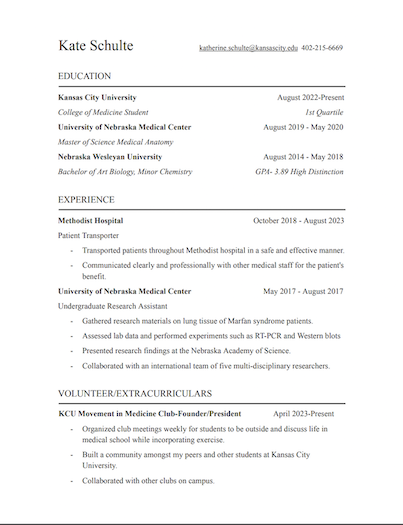 Kate Schulte katherine.schulte@kansascity.edu 402-215-6669
EDUCATION
Kansas City University August 2022-Present
College of Medicine Student 1st Quartile
University of Nebraska Medical Center August 2019 - May 2020
Master of Science Medical Anatomy
Nebraska Wesleyan University August 2014 - May 2018
Bachelor of Art Biology, Minor Chemistry GPA- 3.89 High Distinction
EXPERIENCE
Methodist Hospital October 2018 - August 2023
Patient Transporter
- Transported patients throughout Methodist hospital in a safe and effective manner.
- Communicated clearly and professionally with other medical staff for the patient's
benefit.
University of Nebraska Medical Center May 2017 - August 2017
Undergraduate Research Assistant
- Gathered research materials on lung tissue of Marfan syndrome patients.
- Assessed lab data and performed experiments such as RT-PCR and Western blots
- Presented research findings at the Nebraska Academy of Science.
- Collaborated with an international team of five multi-disciplinary researchers.
VOLUNTEER/EXTRACURRICULARS
KCU Movement in Medicine Club-Founder/President April 2023-Present
- Organized club meetings weekly for students to be outside and discuss life in
medical school while incorporating exercise.
- Built a community amongst my peers and other students at Kansas City
University.
- Collaborated with other clubs on campus.